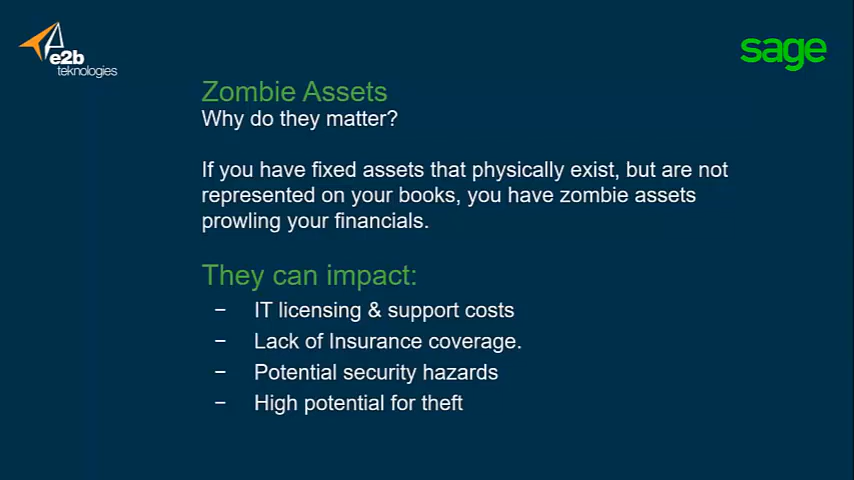 e2b
teknologies
sage
Zombie Assets
Why do they matter?
If you have fixed assets that physically exist, but are not
represented on your books, you have zombie assets
prowling your financials.
They can impact:
− IT licensing & support costs
− Lack of Insurance coverage.
− Potential security hazards
− High potential for theft